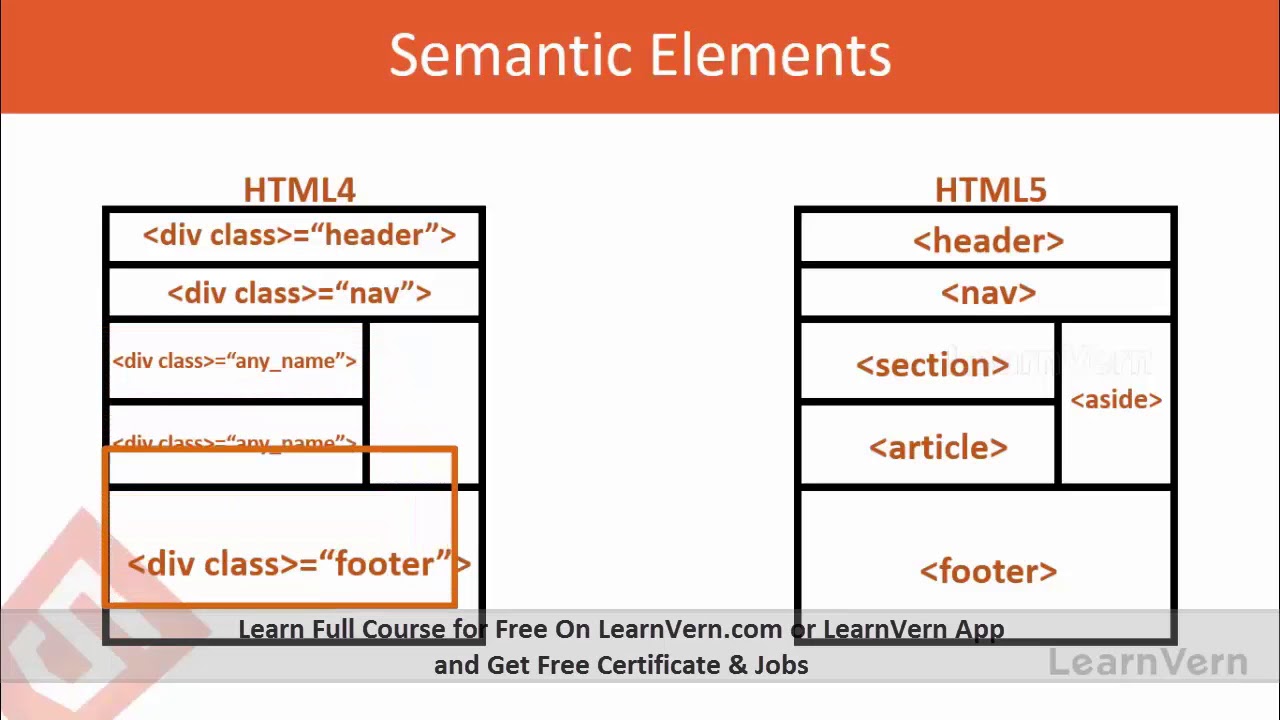 Semantic Elements
HTML4
<div class>=“header”>
<div class>=“nav”>
<div class>=“any_name”>
<div class>=“any_name”>
<div class>=“footer”>
HTML5
<header>
<nav>
<section>
LearnVern
<aside>
<article>
<footer>
Learn Full Course for Free On LearnVern.com or LearnVern App
and Get Free Certificate & Jobs
LearnVern